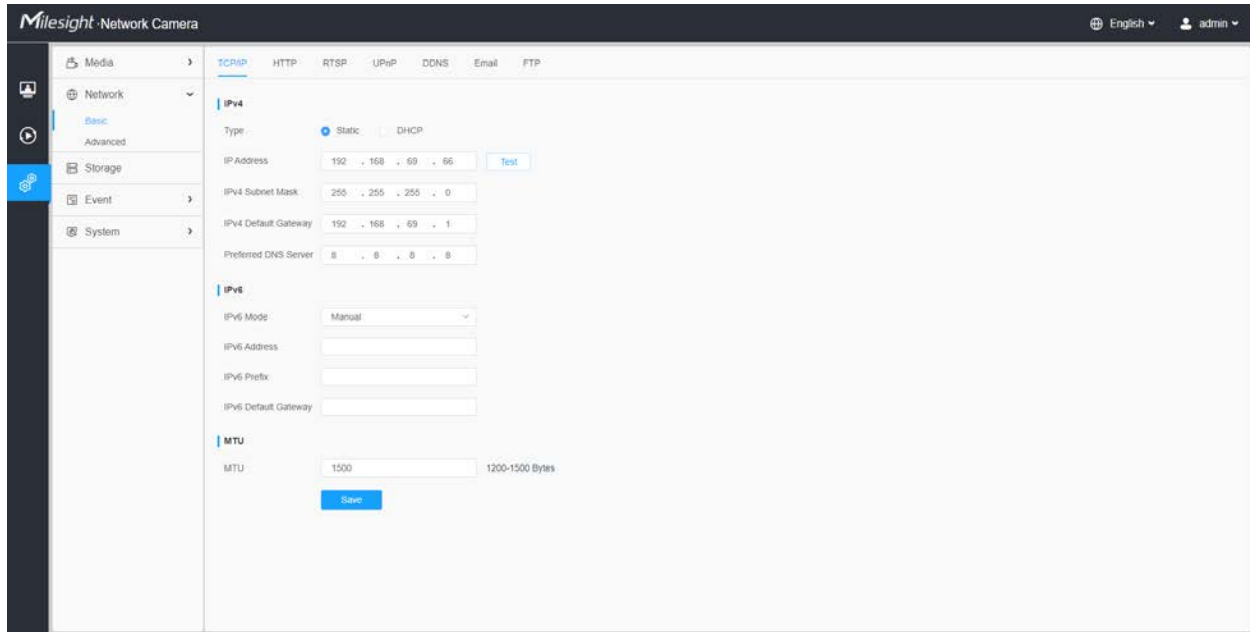 Milesight·Network Camera
English
admin
Media
Network
Basic
Advanced
Storage
Event
System
TCP/IP HTTP RTSP UPnP DDNS Email FTP
IPv4
Type Static DHCP
IP Address 192 . 168 . 69 . 66 Test
IPv4 Subnet Mask 255 . 255 . 255 . 0
IPv4 Default Gateway 192 . 168 . 69 . 1
Preferred DNS Server 8 . 8 . 8 . 8
IPv6
IPv6 Mode Manual
IPv6 Address
IPv6 Prefix
IPv6 Default Gateway
MTU
MTU 1500 1200-1500 Bytes
Save